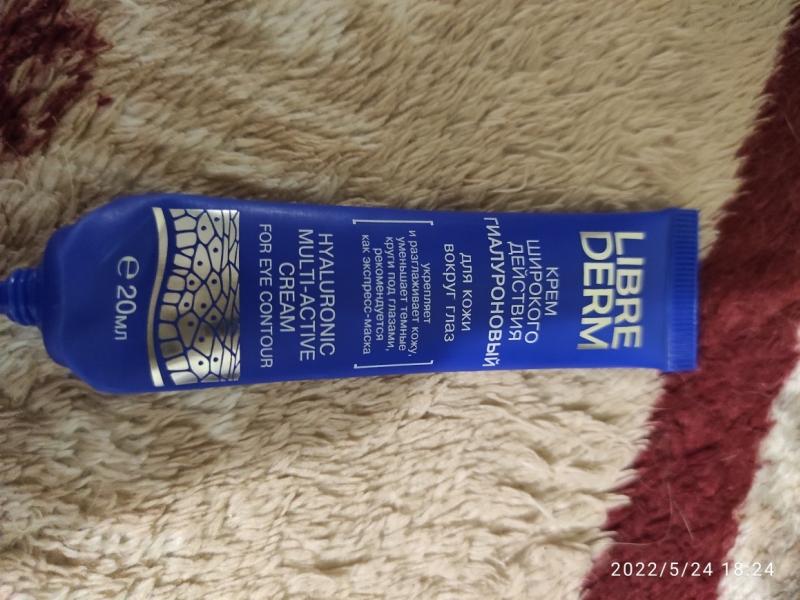 LIBRE
DERM
КРЕМ
ШИРОКОГО
ДЕЙСТВИЯ
ГИАЛУРОНОВЫЙ
для кожи
вокруг глаз
укрепляет
и разглаживает кожу,
уменьшает темные
круги под глазами,
рекомендуется
как экспресс-маска
HYALURONIC
MULTI-ACTIVE
CREAM
FOR EYE CONTOUR
℮ 20мл
2022/5/24 18:24